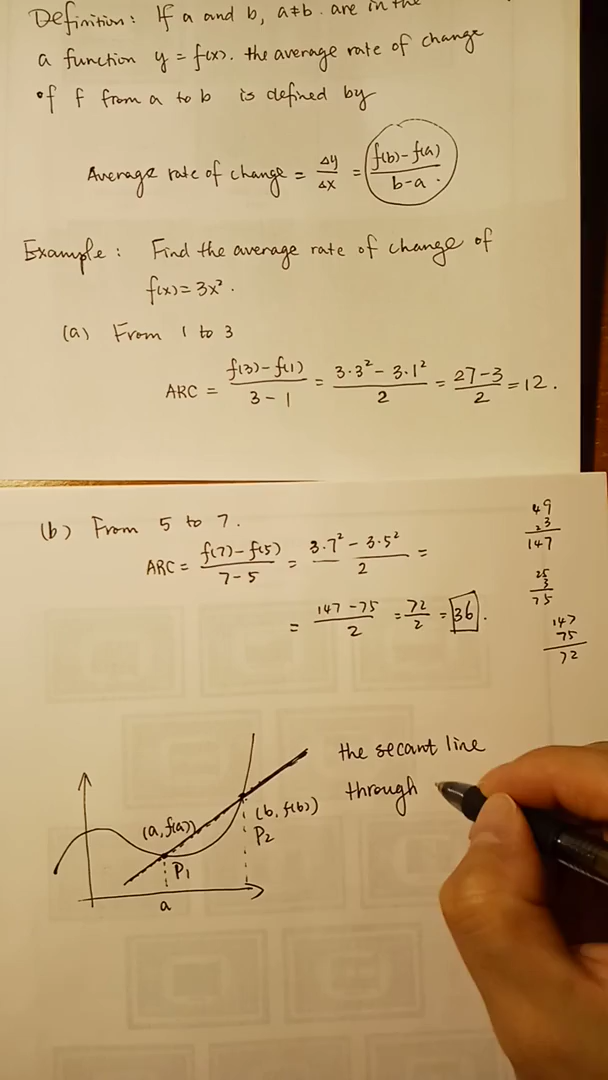 Definition: If a and b, a≠b. are in the
a function y = f(x). the average rate of change
of f from a to b is defined by
Average rate of change = Δy/Δx = (f(b)-f(a))/(b-a).
Example: Find the average rate of change of
f(x)=3x².
(a) From 1 to 3
ARC = (f(3)-f(1))/(3-1) = (3·3²-3·1²)/2 = (27-3)/2 = 12.
(b) From 5 to 7.
ARC = (f(7)-f(5))/(7-5) = (3·7²-3·5²)/2 =
= (147-75)/2 = 72/2 = 36.
49
3
147
25
3
75
147
75
72
the secant line
through
(a, f(a))
(b, f(b))
P2
P1
a